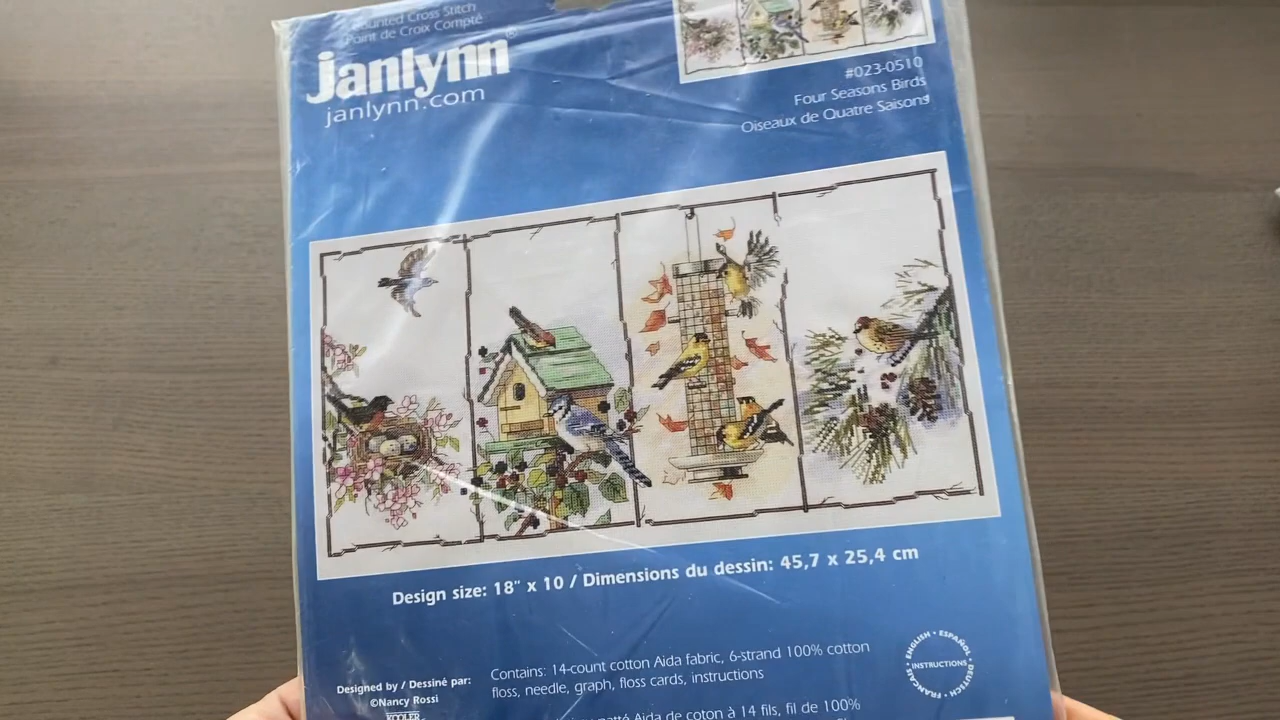 Counted Cross Stitch
Point de Croix Compté
janlynn®
janlynn.com
#023-0510
Four Seasons Birds
Oiseaux de Quatre Saisons
Design size: 18" x 10 / Dimensions du dessin: 45,7 x 25,4 cm
Contains: 14-count cotton Aida fabric, 6-strand 100% cotton
floss, needle, graph, floss cards, instructions
Designed by / Dessiné par:
©Nancy Rossi
KOOLER
Aida de coton à 14 fils, fil de 100%
ENGLISH • ESPAÑOL • DEUTSCH • FRANÇAIS •
INSTRUCTIONS